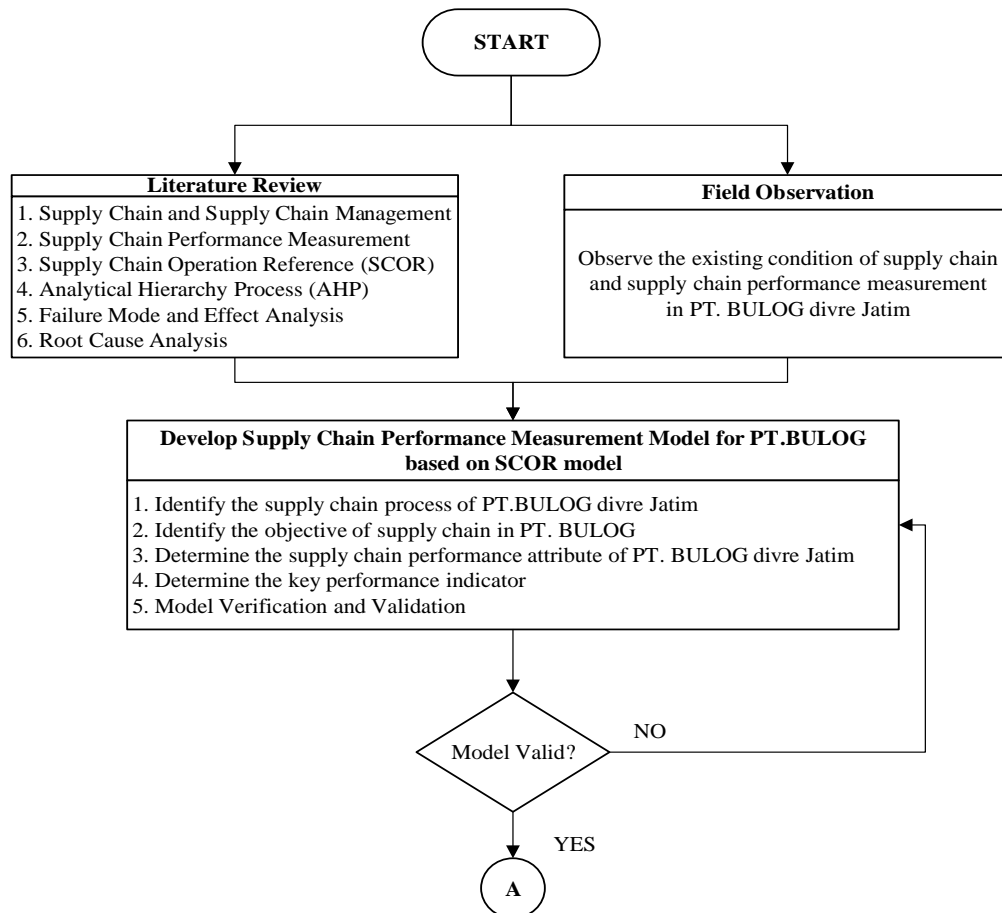 START
Literature Review
1. Supply Chain and Supply Chain Management
2. Supply Chain Performance Measurement
3. Supply Chain Operation Reference (SCOR)
4. Analytical Hierarchy Process (AHP)
5. Failure Mode and Effect Analysis
6. Root Cause Analysis
Field Observation
Observe the existing condition of supply chain
and supply chain performance measurement
in PT. BULOG divre Jatim
Develop Supply Chain Performance Measurement Model for PT.BULOG
based on SCOR model
1. Identify the supply chain process of PT.BULOG divre Jatim
2. Identify the objective of supply chain in PT. BULOG
3. Determine the supply chain performance attribute of PT. BULOG divre Jatim
4. Determine the key performance indicator
5. Model Verification and Validation
Model Valid?
NO
YES
A